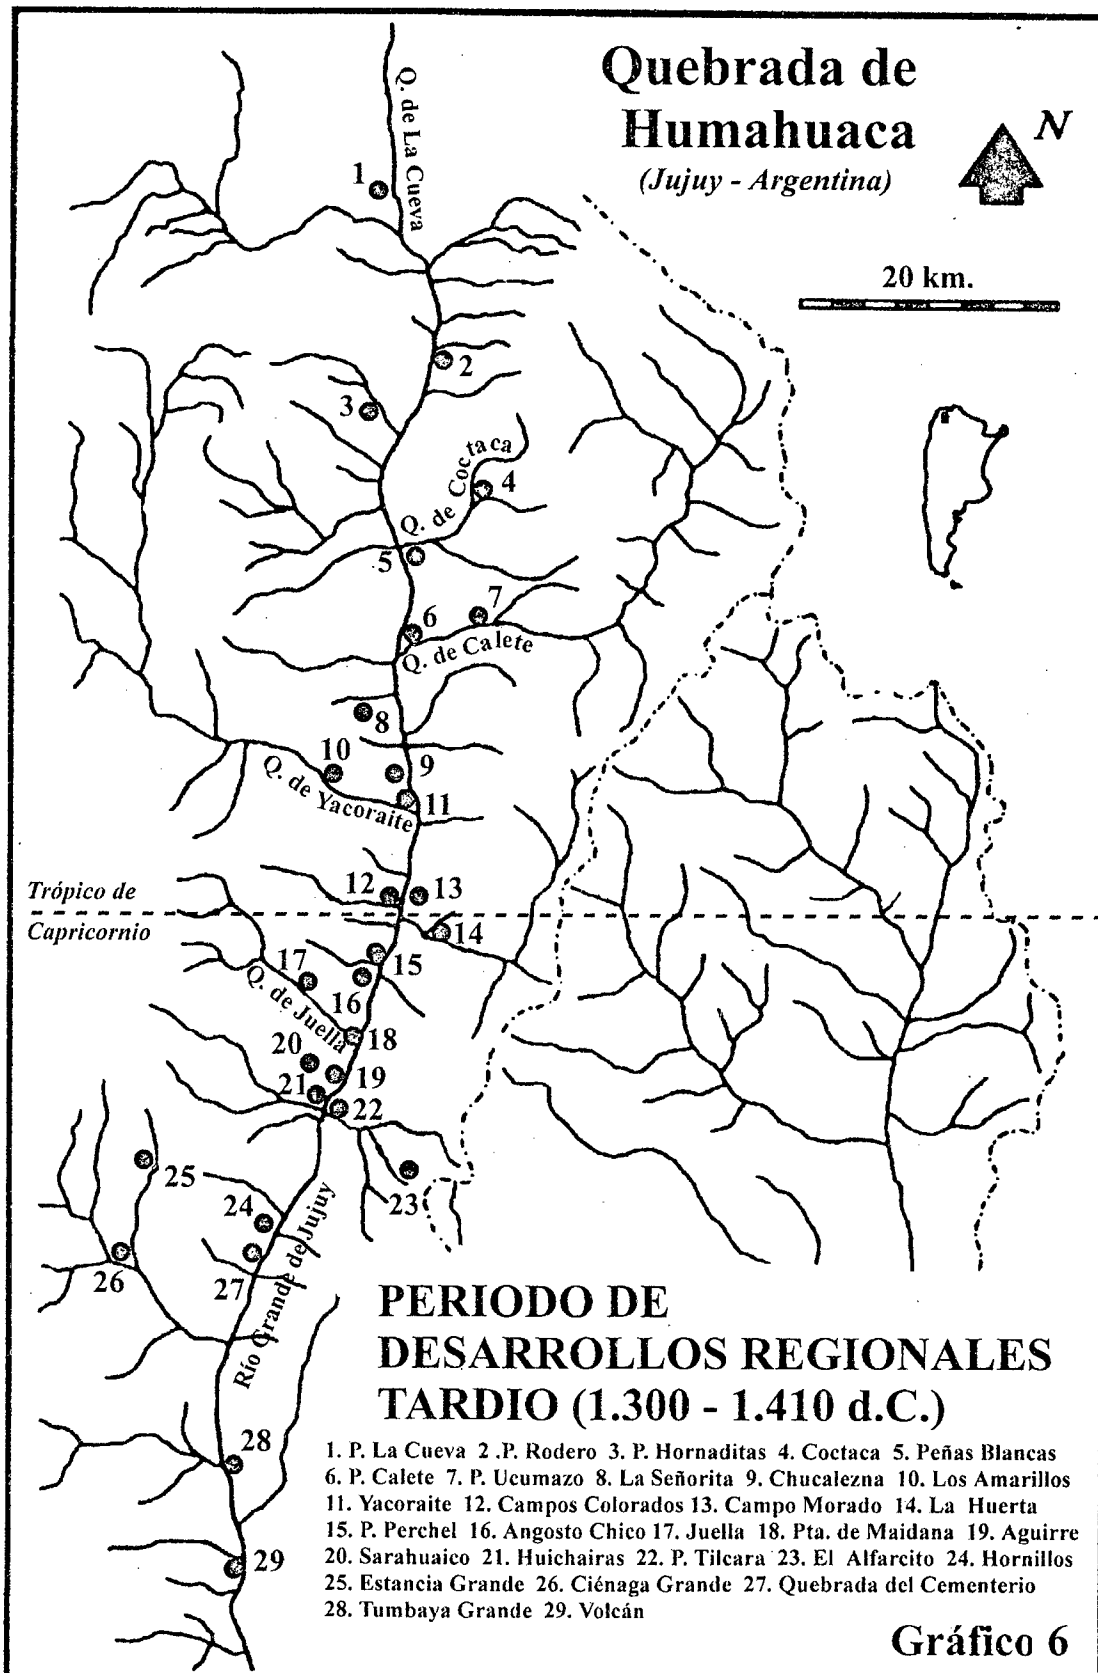 Quebrada de
Humahuaca
(Jujuy - Argentina)
N
20 km.
Q. de La Cueva
1
2
3
Q. de Coctaca
4
5
6
7
Q. de Calete
8
10
9
Q. de Yacoraite
11
Trópico de
Capricornio
12
13
14
15
17
16
Q. de Juella
18
20
19
21
22
25
23
24
26
27
Río Grande de Jujuy
28
29
PERIODO DE
DESARROLLOS REGIONALES
TARDIO (1.300 - 1.410 d.C.)
1. P. La Cueva 2 .P. Rodero 3. P. Hornaditas 4. Coctaca 5. Peñas Blancas
6. P. Calete 7. P. Ucumazo 8. La Señorita 9. Chucalezna 10. Los Amarillos
11. Yacoraite 12. Campos Colorados 13. Campo Morado 14. La Huerta
15. P. Perchel 16. Angosto Chico 17. Juella 18. Pta. de Maidana 19. Aguirre
20. Sarahuaico 21. Huichairas 22. P. Tilcara 23. El Alfarcito 24. Hornillos
25. Estancia Grande 26. Ciénaga Grande 27. Quebrada del Cementerio
28. Tumbaya Grande 29. Volcán
Gráfico 6